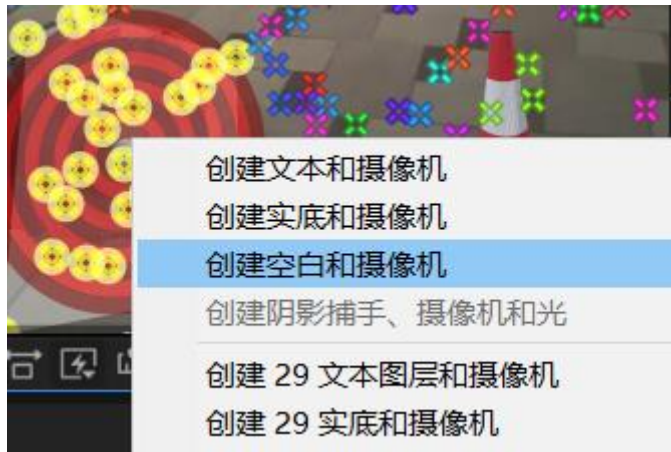 创建文本和摄像机
创建实底和摄像机
创建空白和摄像机
创建阴影捕手、摄像机和光
创建 29 文本图层和摄像机
创建 29 实底和摄像机